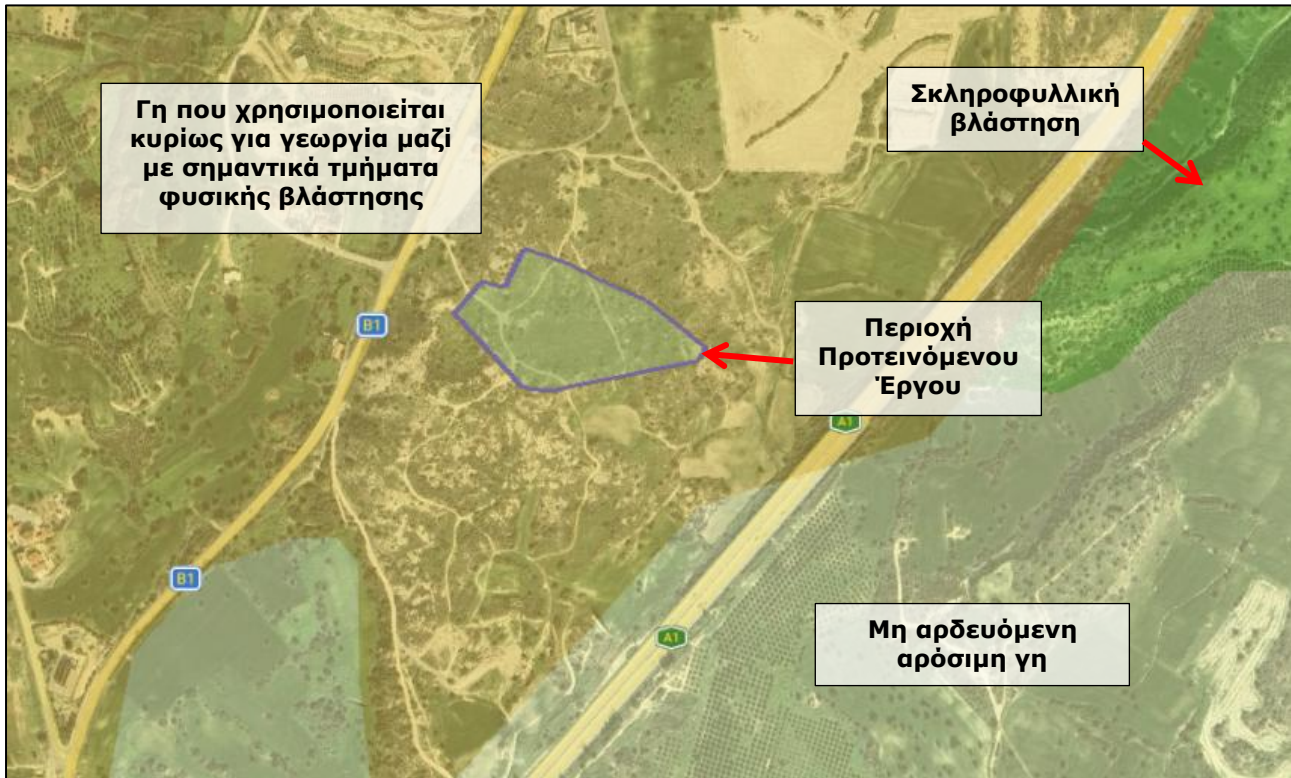 Γη που χρησιμοποιείται
κυρίως για γεωργία μαζί
με σημαντικά τμήματα
φυσικής βλάστησης
Σκληροφυλλική
βλάστηση
Περιοχή
Προτεινόμενου
Έργου
B1
A1
B1
A1
Μη αρδευόμενη
αρόσιμη γη